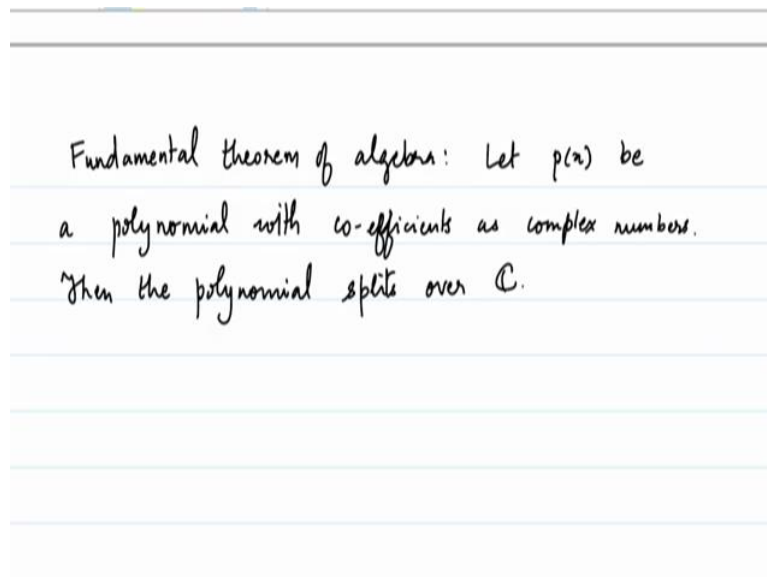 Fundamental theorem of algebra: Let p(x) be
a polynomial with co-efficients as complex numbers.
Then the polynomial splits over ℂ.